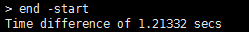 > end -start
Time difference of 1.21332 secs